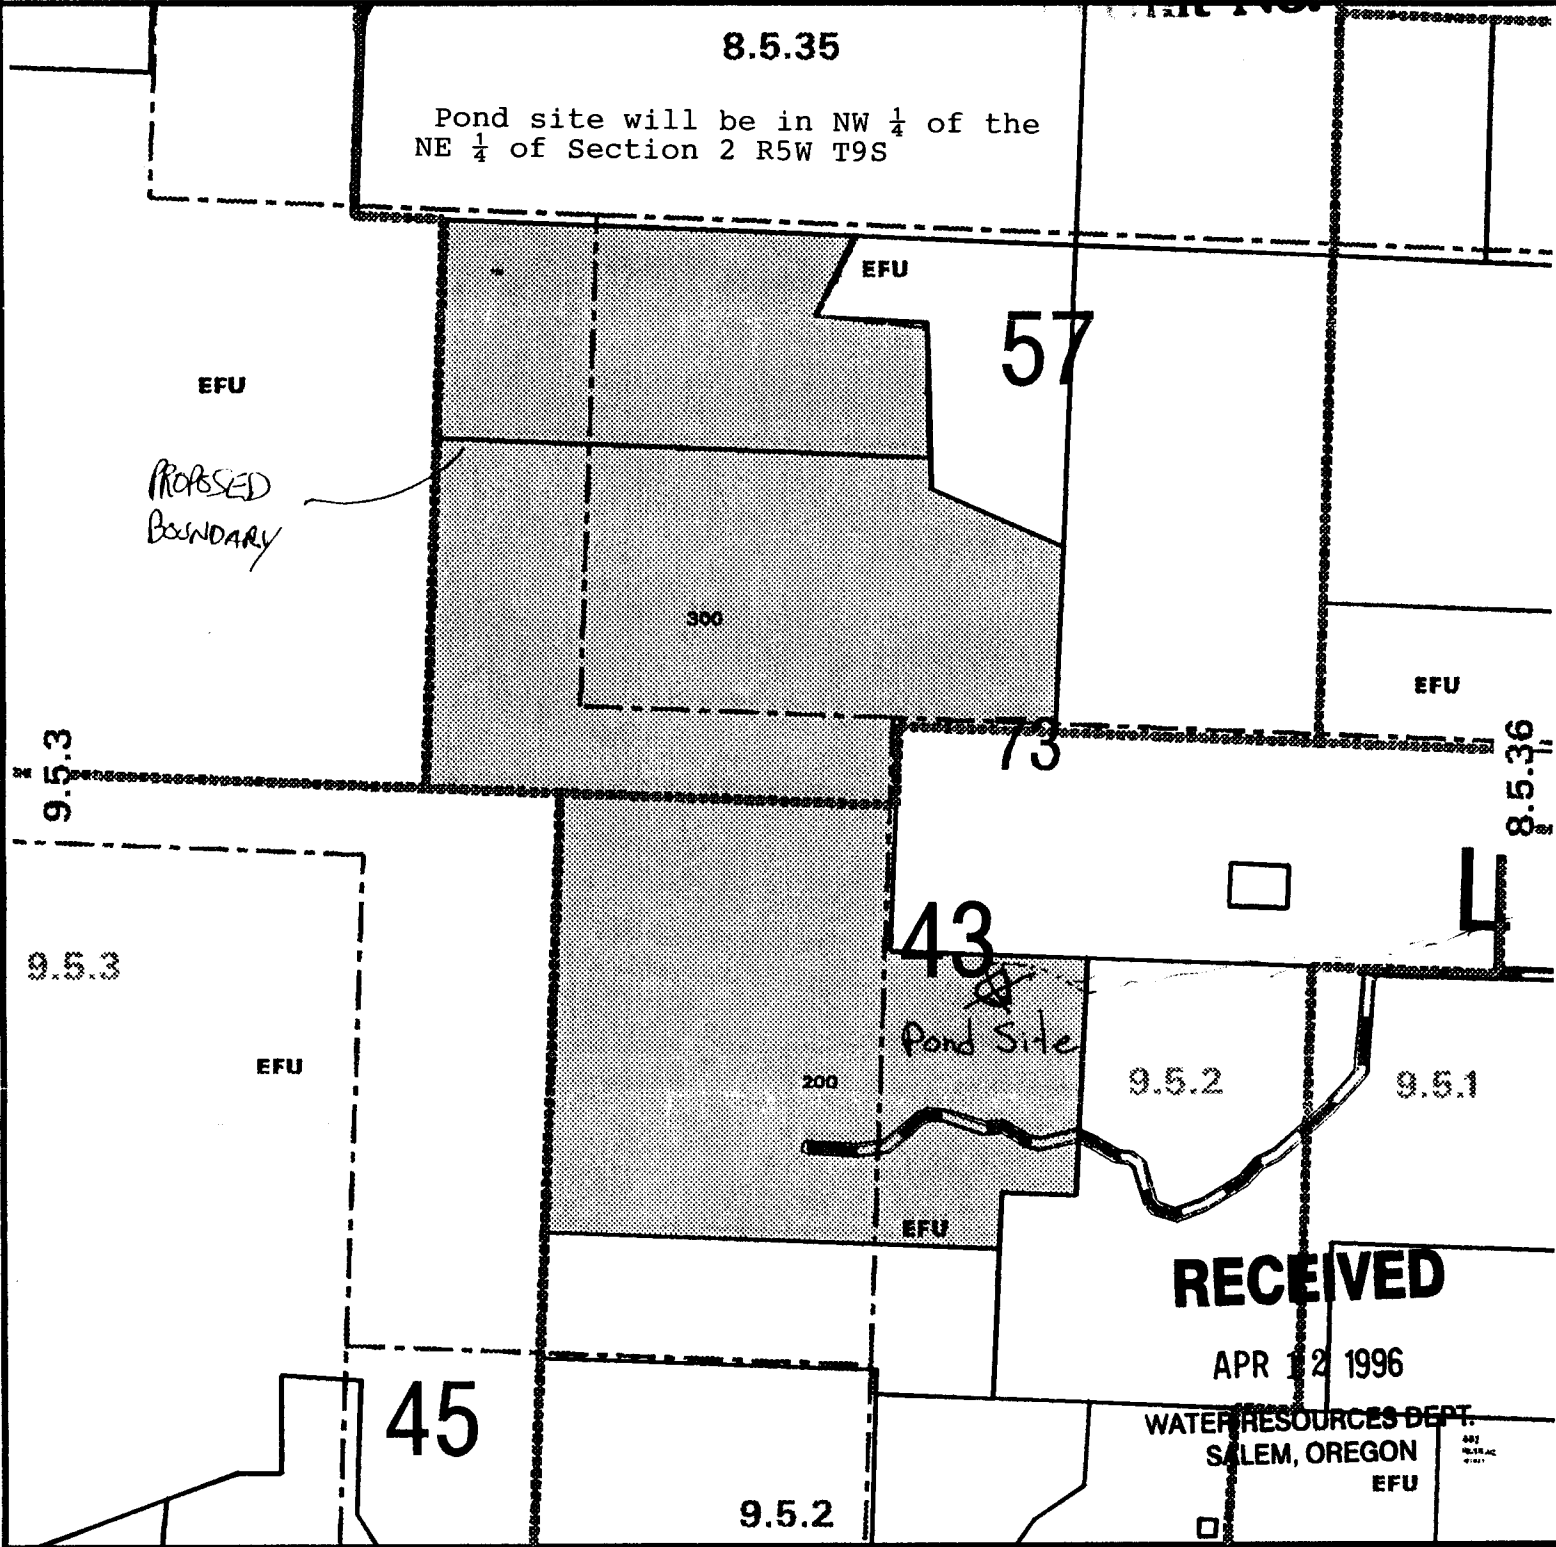 8.5.35
Pond site will be in NW ¼ of the
NE ¼ of Section 2 R5W T9S
EFU
57
EFU
PROPOSED
BOUNDARY
300
EFU
73
9.5.3
8.5.36
43
9.5.3
Pond Site
EFU
200
9.5.2
9.5.1
EFU
RECEIVED
APR 12 1996
45
WATER RESOURCES DEPT.
SALEM, OREGON
EFU
9.5.2